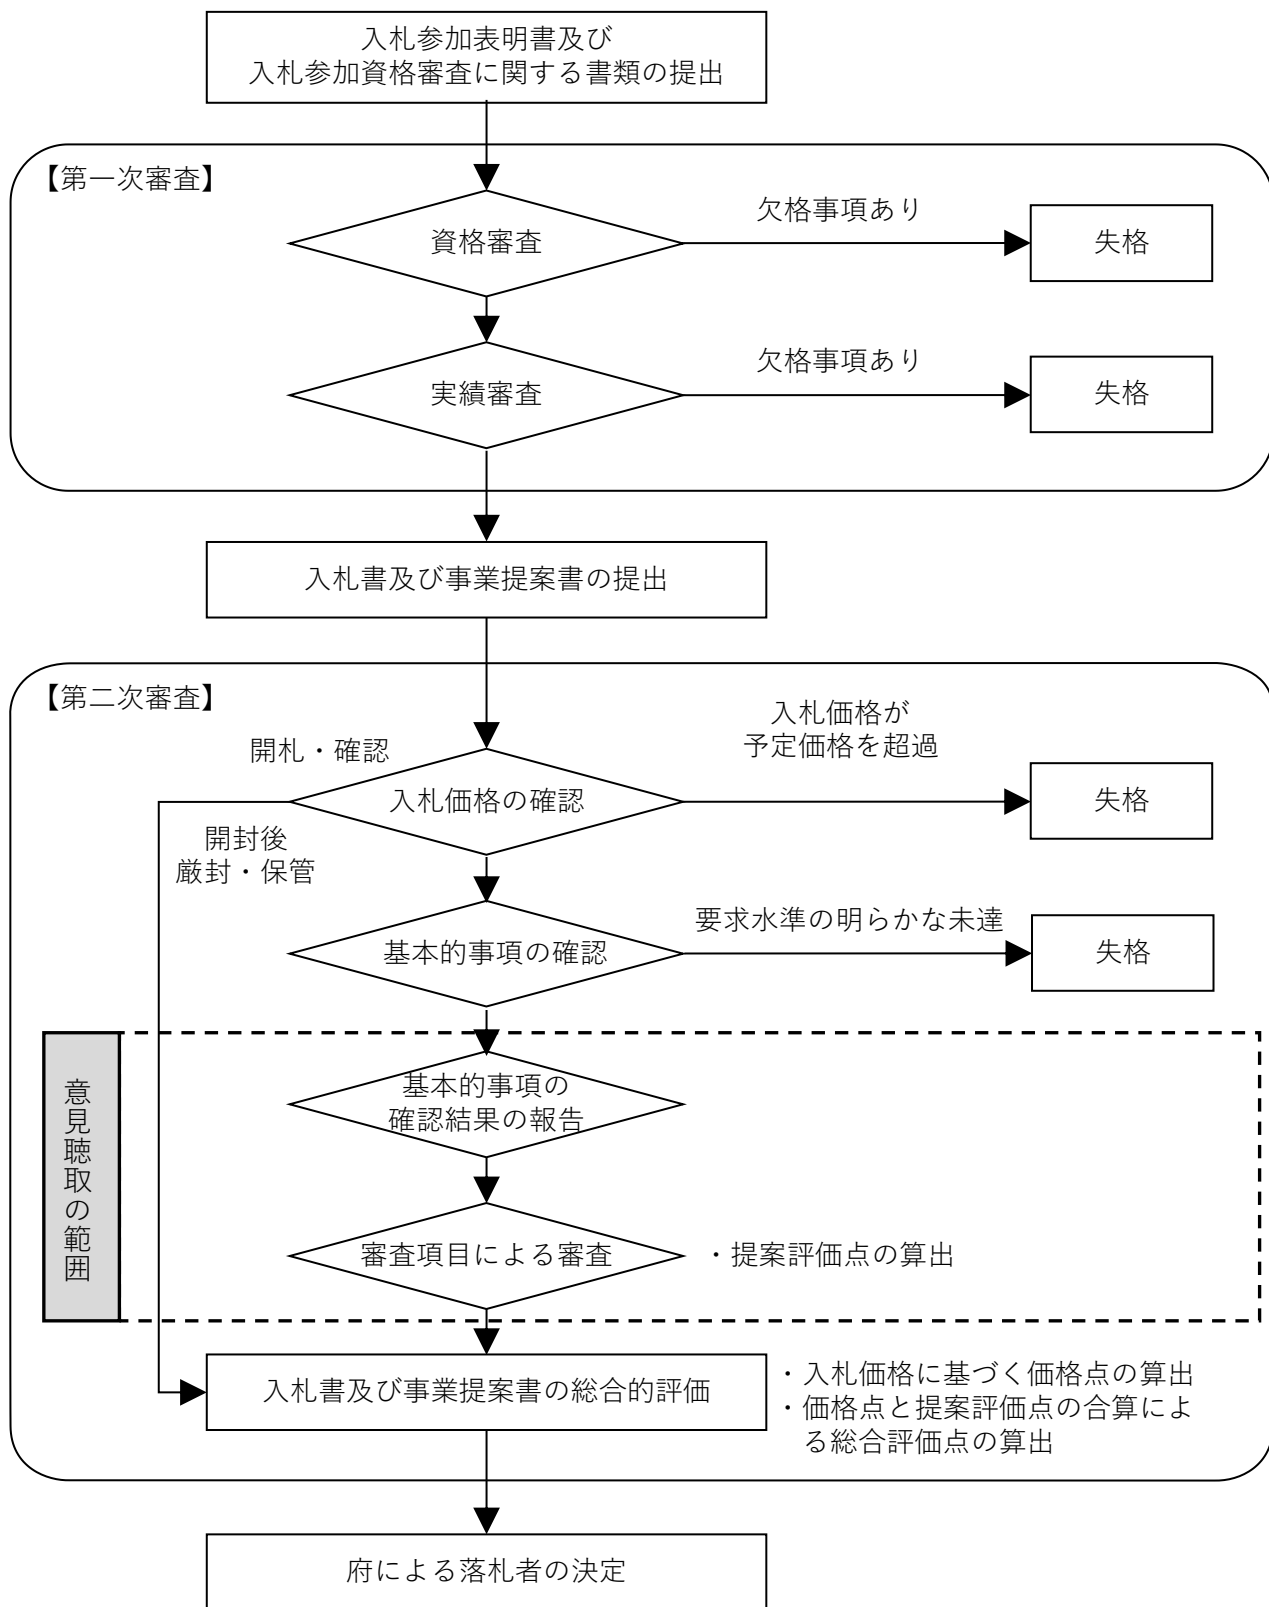 入札参加表明書及び
入札参加資格審査に関する書類の提出
【第一次審査】
資格審査
欠格事項あり
失格
実績審査
欠格事項あり
失格
入札書及び事業提案書の提出
【第二次審査】
開札・確認
入札価格の確認
入札価格が
予定価格を超過
失格
開封後
厳封・保管
基本的事項の確認
要求水準の明らかな未達
失格
意見聴取の範囲
基本的事項の
確認結果の報告
審査項目による審査
・提案評価点の算出
入札書及び事業提案書の総合的評価
・入札価格に基づく価格点の算出
・価格点と提案評価点の合算によ
る総合評価点の算出
府による落札者の決定